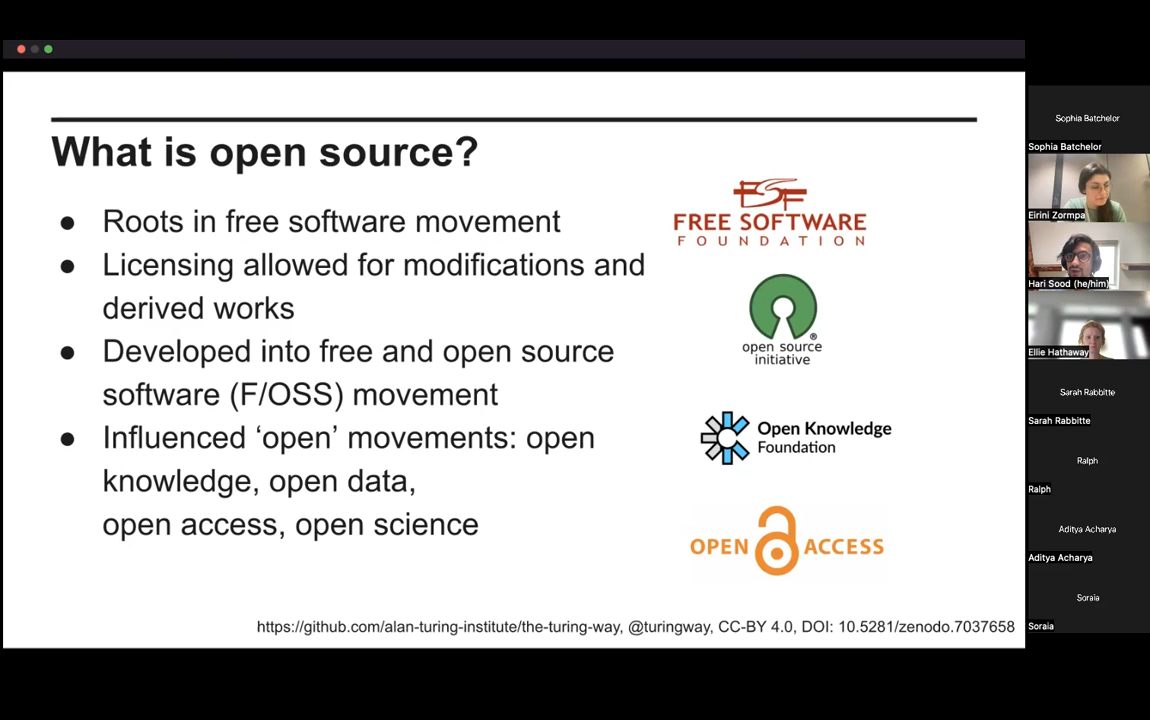 What is open source?
● Roots in free software movement
● Licensing allowed for modifications and
derived works
● Developed into free and open source
software (F/OSS) movement
● Influenced ‘open’ movements: open
knowledge, open data,
open access, open science
FSF
FREE SOFTWARE
FOUNDATION
open source
initiative
®
Open Knowledge
Foundation
OPEN ACCESS
https://github.com/alan-turing-institute/the-turing-way, @turingway, CC-BY 4.0, DOI: 10.5281/zenodo.7037658
Sophia Batchelor
Sophia Batchelor
Eirini Zormpa
Hari Sood (he/him)
Ellie Hathaway
Sarah Rabbitte
Sarah Rabbitte
Ralph
Ralph
Aditya Acharya
Aditya Acharya
Soraia
Soraia